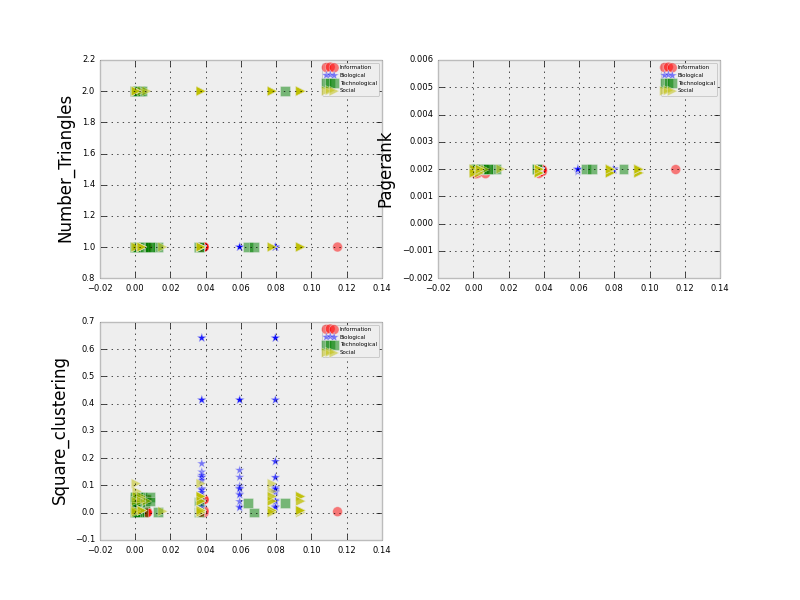 Number_Triangles
2.2
2.0
1.8
1.6
1.4
1.2
1.0
0.8
−0.02 0.00 0.02 0.04 0.06 0.08 0.10 0.12 0.14
Information
Biological
Technological
Social
Pagerank
0.006
0.005
0.004
0.003
0.002
0.001
0.000
−0.001
−0.002
−0.02 0.00 0.02 0.04 0.06 0.08 0.10 0.12 0.14
Information
Biological
Technological
Social
Square_clustering
0.7
0.6
0.5
0.4
0.3
0.2
0.1
0.0
−0.1
−0.02 0.00 0.02 0.04 0.06 0.08 0.10 0.12 0.14
Information
Biological
Technological
Social